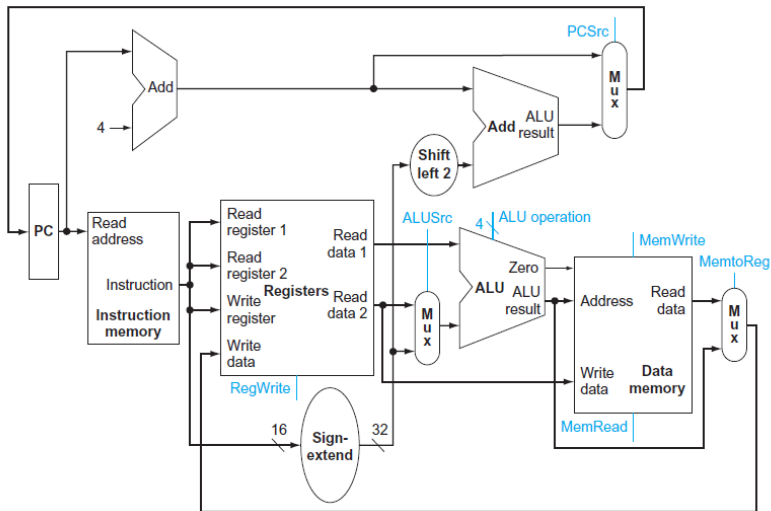 PCSrc
M
u
x
Add
4
Add
ALU
result
Shift
left 2
PC
Read
address
Instruction
Instruction
memory
Read
register 1
Read
register 2
Write
register
Write
data
Registers
Read
data 1
Read
data 2
RegWrite
16
Sign-
extend
32
ALUSrc
M
u
x
4
ALU operation
Zero
ALU
ALU
result
MemWrite
Address
Read
data
Write
data
Data
memory
MemRead
MemtoReg
M
u
x